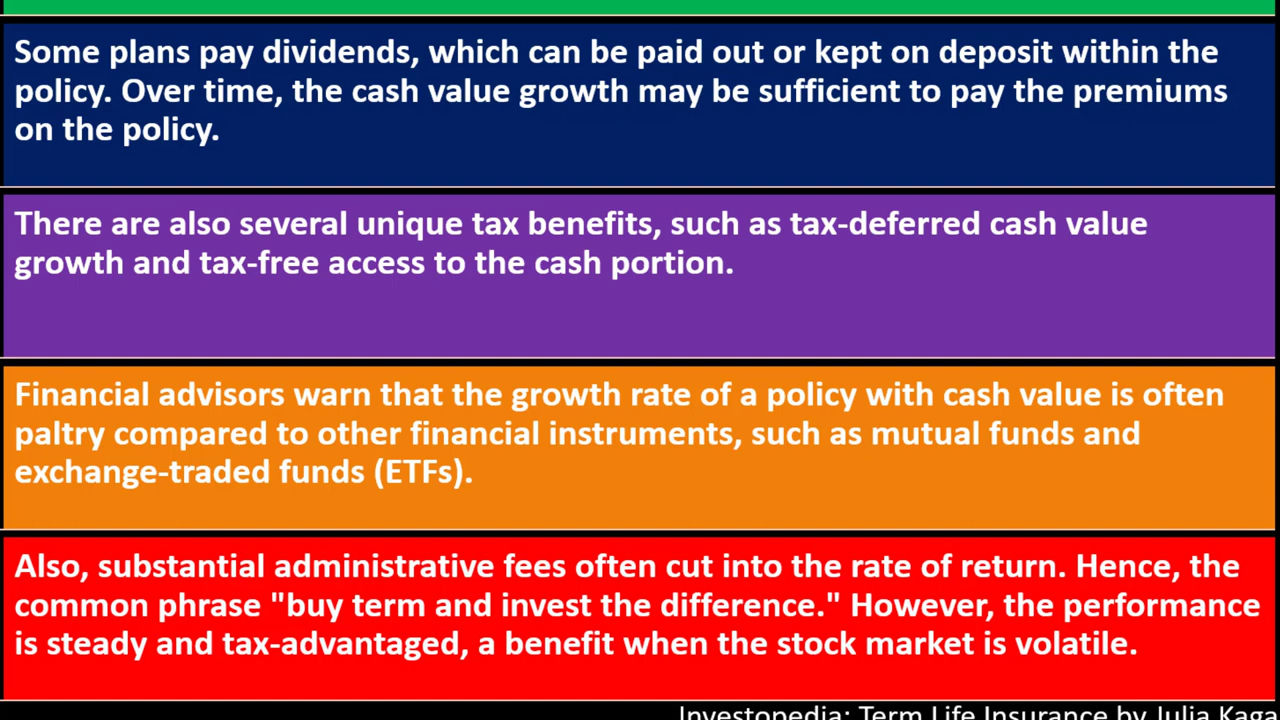 Some plans pay dividends, which can be paid out or kept on deposit within the
policy. Over time, the cash value growth may be sufficient to pay the premiums
on the policy.
There are also several unique tax benefits, such as tax-deferred cash value
growth and tax-free access to the cash portion.
Financial advisors warn that the growth rate of a policy with cash value is often
paltry compared to other financial instruments, such as mutual funds and
exchange-traded funds (ETFs).
Also, substantial administrative fees often cut into the rate of return. Hence, the
common phrase "buy term and invest the difference." However, the performance
is steady and tax-advantaged, a benefit when the stock market is volatile.
Investopedia: Term Life Insurance by Julia Kaga